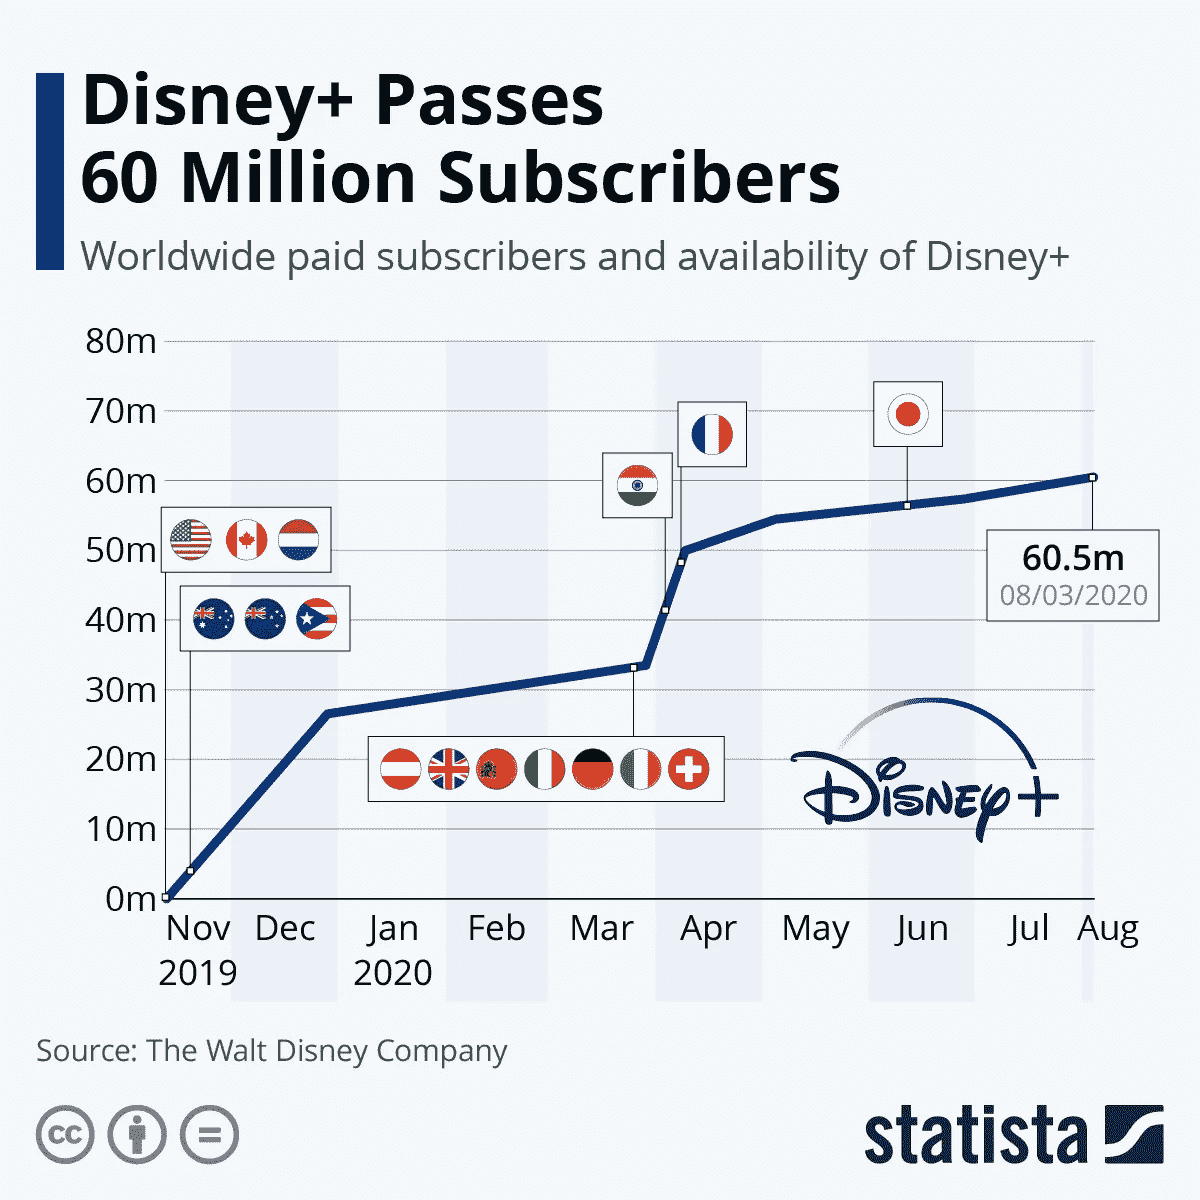 Disney+ Passes
60 Million Subscribers
Worldwide paid subscribers and availability of Disney+
80m
70m
60m
50m
40m
30m
20m
10m
0m
60.5m
08/03/2020
Disney+
Nov Dec Jan Feb Mar Apr May Jun Jul Aug
2019 2020
Source: The Walt Disney Company
cc
statista